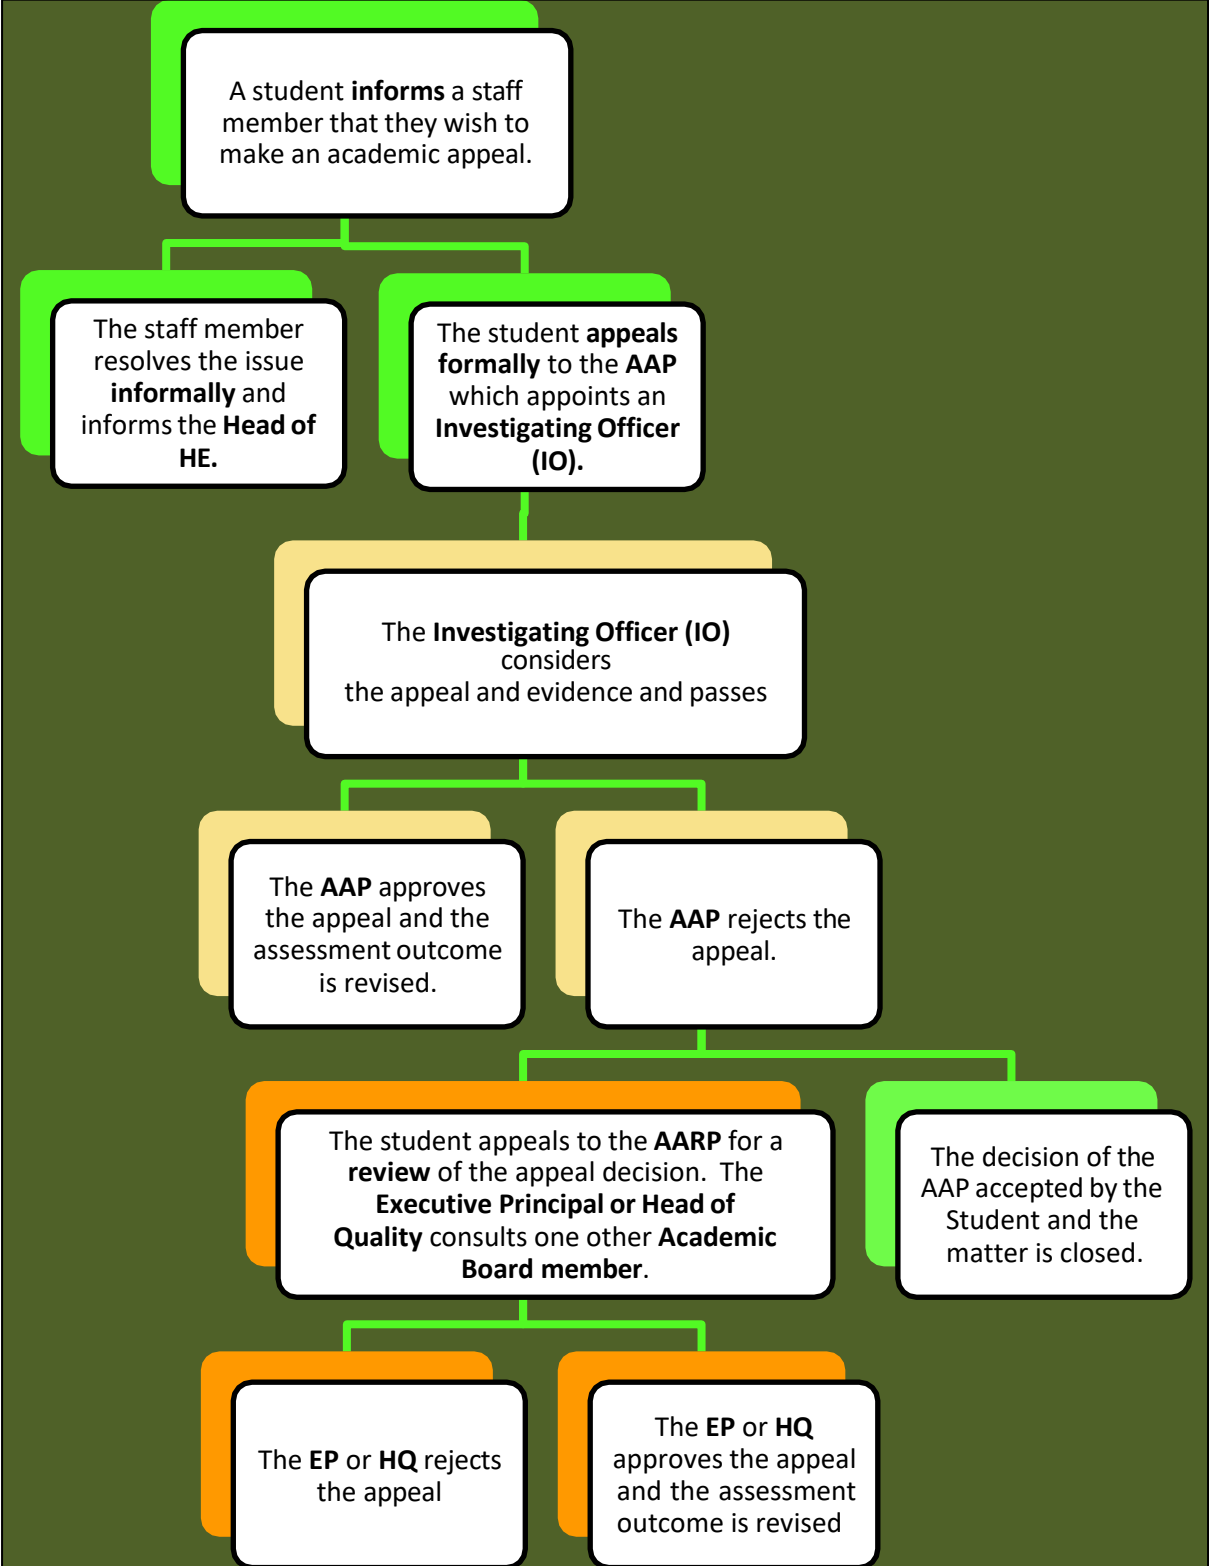 A student informs a staff
member that they wish to
make an academic appeal.
The staff member
resolves the issue
informally and
informs the Head of
HE.
The student appeals
formally to the AAP
which appoints an
Investigating Officer
(IO).
The Investigating Officer (IO)
considers
the appeal and evidence and passes
The AAP approves
the appeal and the
assessment outcome
is revised.
The AAP rejects the
appeal.
The student appeals to the AARP for a
review of the appeal decision. The
Executive Principal or Head of
Quality consults one other Academic
Board member.
The decision of the
AAP accepted by the
Student and the
matter is closed.
The EP or HQ rejects
the appeal
The EP or HQ
approves the appeal
and the assessment
outcome is revised